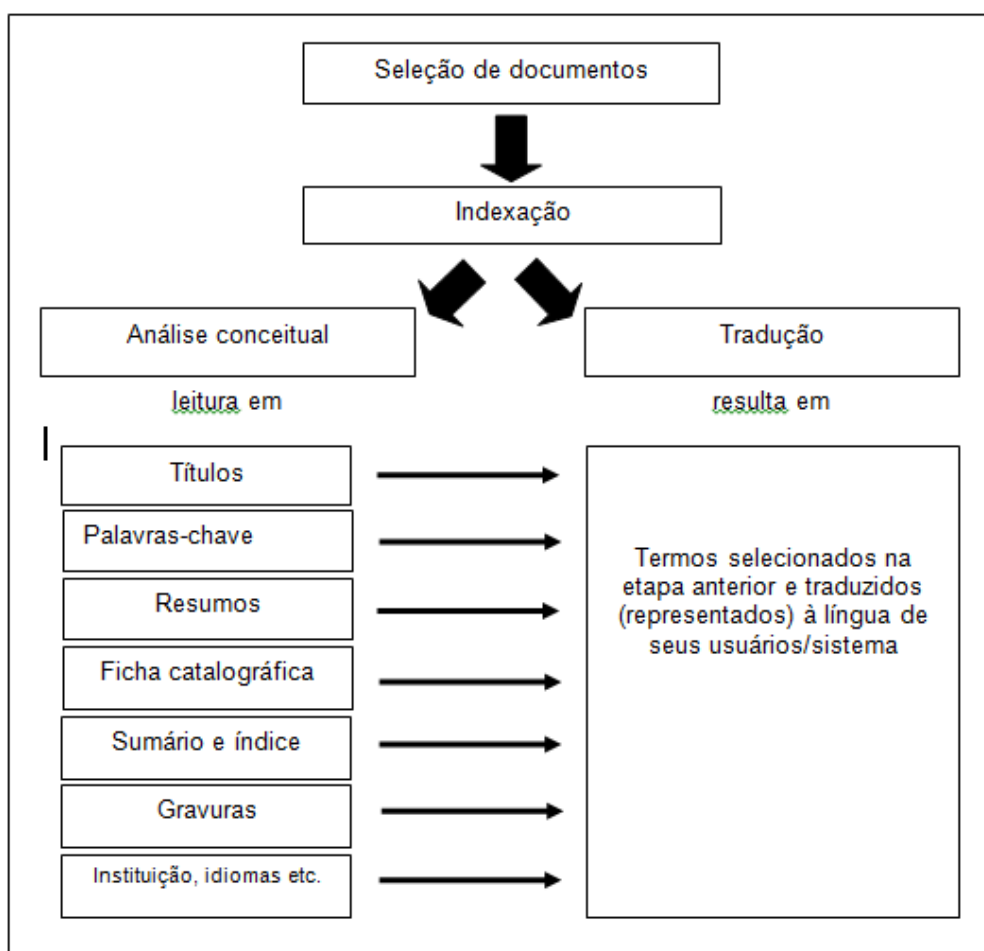 Seleção de documentos
Indexação
Análise conceitual
Tradução
leitura em
resulta em
Títulos
Palavras-chave
Resumos
Ficha catalográfica
Sumário e índice
Gravuras
Instituição, idiomas etc.
Termos selecionados na
etapa anterior e traduzidos
(representados) à língua de
seus usuários/sistema